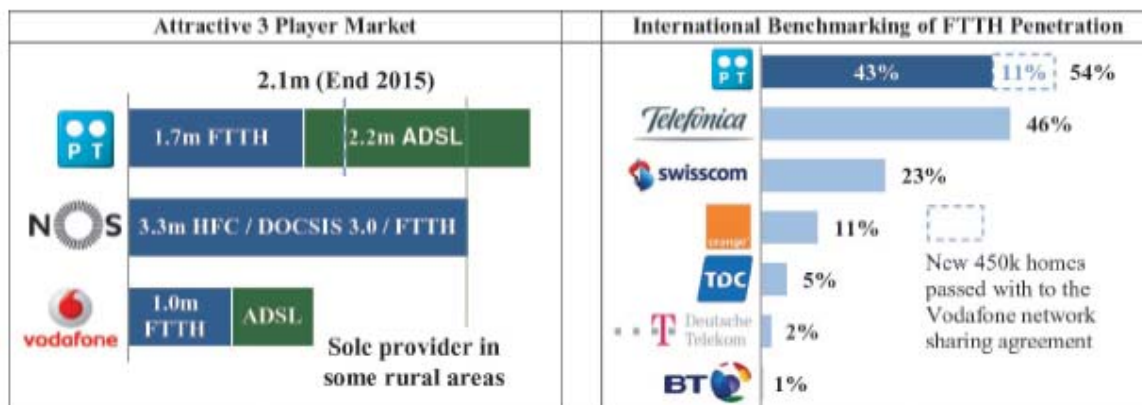 Attractive 3 Player Market
2.1m (End 2015)
PT
1.7m FTTH
2.2m ADSL
NOS
3.3m HFC / DOCSIS 3.0 / FTTH
vodafone
1.0m
FTTH
ADSL
Sole provider in
some rural areas
International Benchmarking of FTTH Penetration
PT
43%
11%
54%
Telefónica
46%
swisscom
23%
orange
11%
TDC
5%
T Deutsche
Telekom
2%
BT
1%
New 450k homes
passed with to the
Vodafone network
sharing agreement